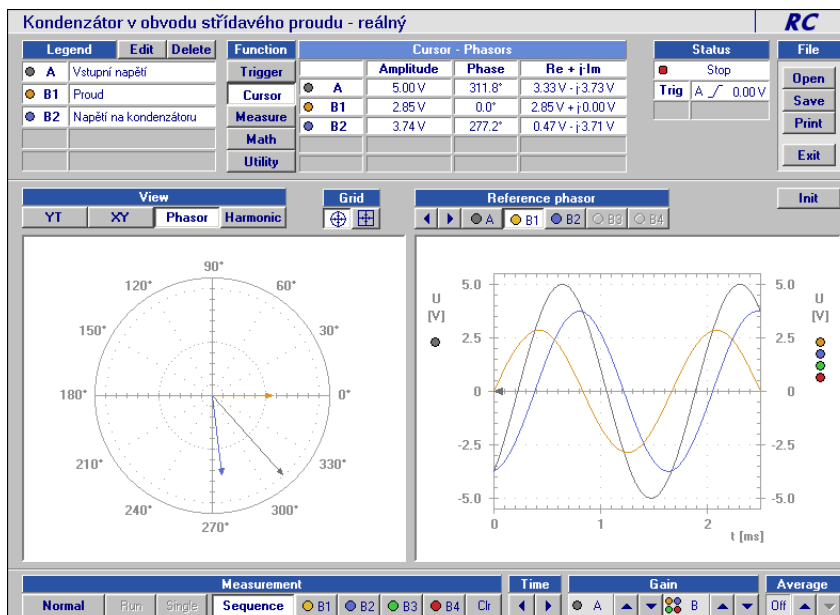 Kondenzátor v obvodu střídavého proudu - reálný RC
Legend Edit Delete Function Cursor - Phasors Status File
A Vstupní napětí
B1 Proud
B2 Napětí na kondenzátoru
Trigger
Cursor
Measure
Math
Utility
Amplitude Phase Re + j·Im
A 5.00 V 311.8° 3.33 V - j·3.73 V
B1 2.85 V 0.0° 2.85 V + j·0.00 V
B2 3.74 V 277.2° 0.47 V - j·3.71 V
Stop
Trig A 0.00 V
Open
Save
Print
Exit
View Grid Reference phasor Init
YT XY Phasor Harmonic A B1 B2 B3 B4
90°
120° 60°
150° 30°
180° 0°
210° 330°
240° 300°
270°
U
[V]
5.0
2.5
0
-2.5
-5.0
5.0
2.5
0
-2.5
-5.0
U
[V]
0 1 2
t [ms]
Measurement Time Gain Average
Normal Run Single Sequence B1 B2 B3 B4 Clr A B Off